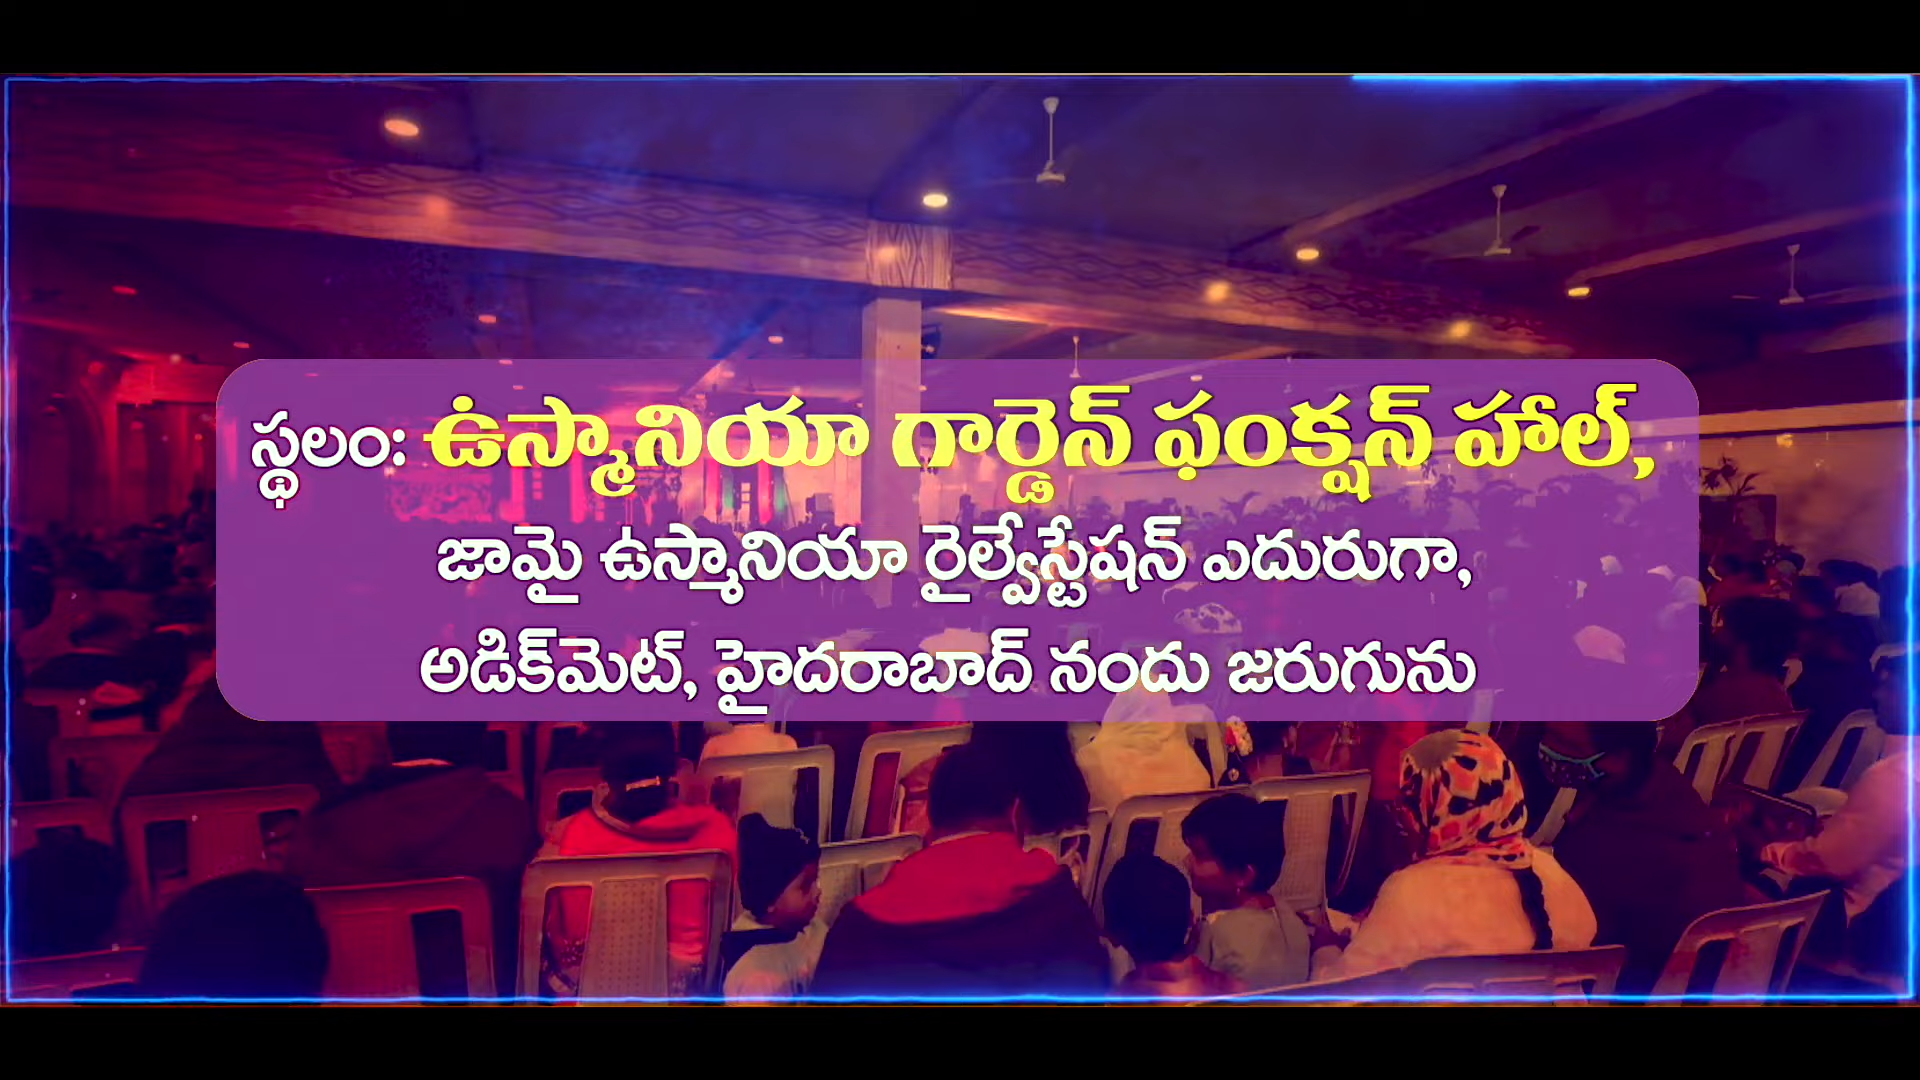 స్థలం: ఉస్మానియా గార్డెన్ ఫంక్షన్ హాల్,
జామై ఉస్మానియా రైల్వేస్టేషన్ ఎదురుగా,
అడిక్‌మెట్, హైదరాబాద్ నందు జరుగును